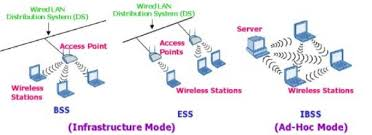 Wired LAN
Distribution System (DS)
Access Point
Wireless
Stations
BSS
Wired LAN
Distribution System (DS)
Access
Points
Wireless Stations
ESS
(Infrastructure Mode)
Server
Wireless Stations
IBSS
(Ad-Hoc Mode)